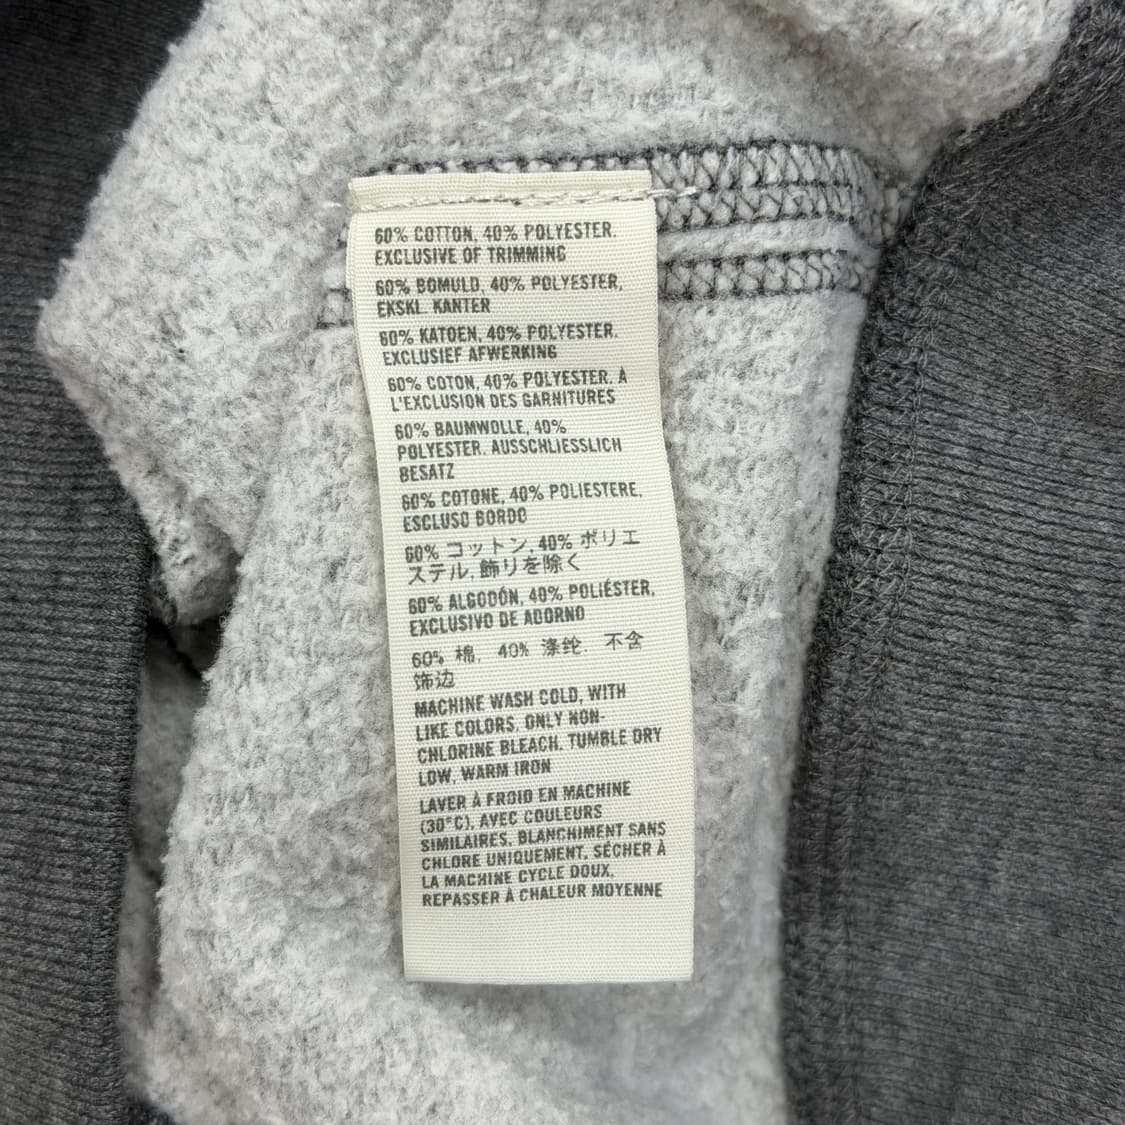 60% COTTON, 40% POLYESTER.
EXCLUSIVE OF TRIMMING
60% BOMULD, 40% POLYESTER,
EKSKL. KANTER
60% KATOEN, 40% POLYESTER.
EXCLUSIEF AFWERKING
60% COTON, 40% POLYESTER. À
L'EXCLUSION DES GARNITURES
60% BAUMWOLLE, 40%
POLYESTER. AUSSCHLIESSLICH
BESATZ
60% COTONE, 40% POLIESTERE,
ESCLUSO BORDO
60% コットン, 40% ポリエ
ステル, 飾りを除く
60% ALGODÓN, 40% POLIÉSTER,
EXCLUSIVO DE ADORNO
60% 棉, 40% 涤纶. 不含
饰边
MACHINE WASH COLD, WITH
LIKE COLORS, ONLY NON-
CHLORINE BLEACH, TUMBLE DRY
LOW, WARM IRON
LAVER À FROID EN MACHINE
(30°C), AVEC COULEURS
SIMILAIRES, BLANCHIMENT SANS
CHLORE UNIQUEMENT, SÉCHER À
LA MACHINE CYCLE DOUX,
REPASSER À CHALEUR MOYENNE